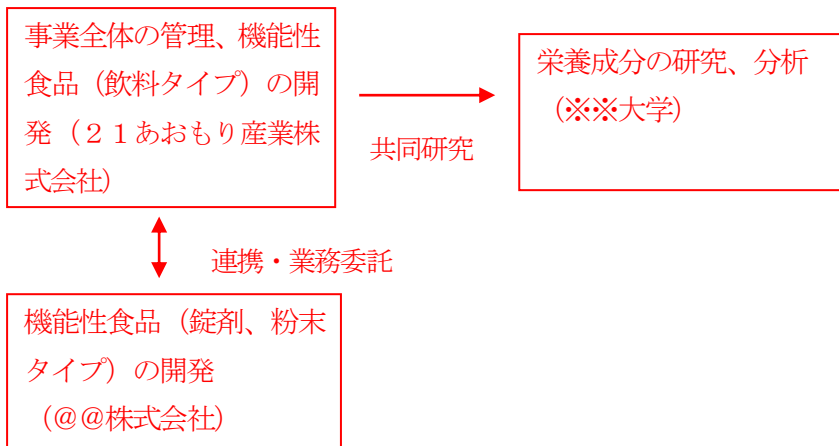 事業全体の管理、機能性
食品（飲料タイプ）の開
発（２１あおもり産業株
式会社）
共同研究
栄養成分の研究、分析
（※※大学）
連携・業務委託
機能性食品（錠剤、粉末
タイプ）の開発
（＠＠株式会社）